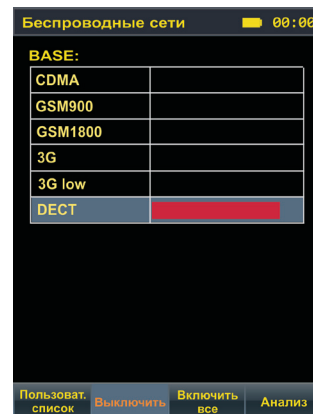 Беспроводные сети 00:00
BASE:
CDMA
GSM900
GSM1800
3G
3G low
DECT
Пользоват. список
Выключить
Включить все
Анализ